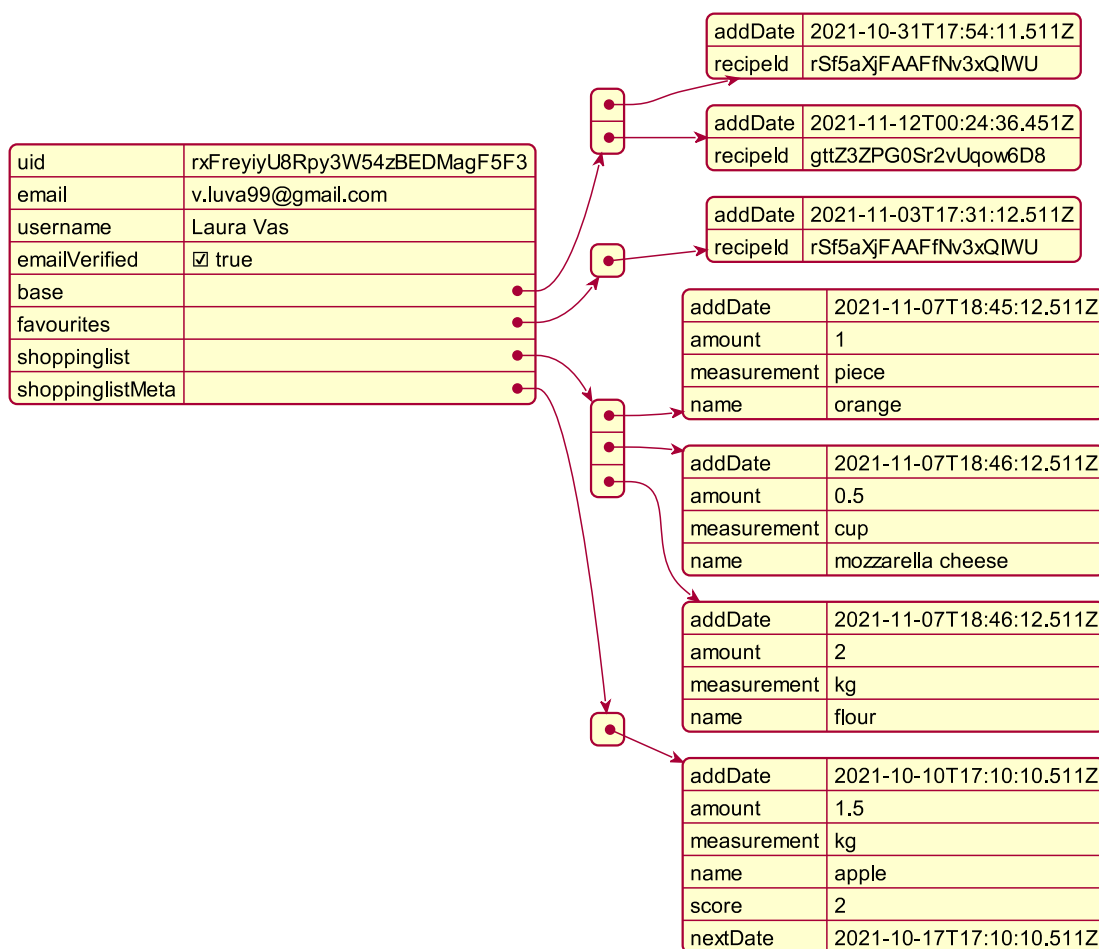 uid rxFreyiyU8Rpy3W54zBEDMagF5F3
email v.luva99@gmail.com
username Laura Vas
emailVerified ☑ true
base
favourites
shoppinglist
shoppinglistMeta
addDate 2021-10-31T17:54:11.511Z
recipeId rSf5aXjFAAFfNv3xQlWU
addDate 2021-11-12T00:24:36.451Z
recipeId gttZ3ZPG0Sr2vUqow6D8
addDate 2021-11-03T17:31:12.511Z
recipeId rSf5aXjFAAFfNv3xQlWU
addDate 2021-11-07T18:45:12.511Z
amount 1
measurement piece
name orange
addDate 2021-11-07T18:46:12.511Z
amount 0.5
measurement cup
name mozzarella cheese
addDate 2021-11-07T18:46:12.511Z
amount 2
measurement kg
name flour
addDate 2021-10-10T17:10:10.511Z
amount 1.5
measurement kg
name apple
score 2
nextDate 2021-10-17T17:10:10.511Z